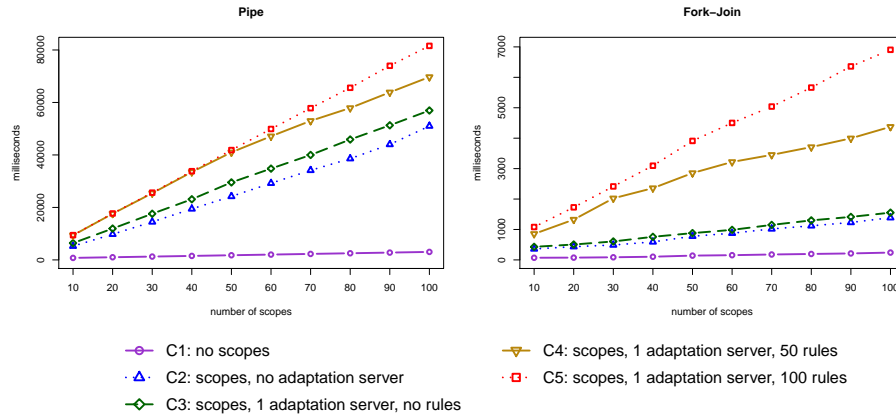 Pipe
Fork−Join
milliseconds
0
20000
40000
60000
80000
10 20 30 40 50 60 70 80 90 100
number of scopes
milliseconds
0
1000
3000
5000
7000
10 20 30 40 50 60 70 80 90 100
number of scopes
C1: no scopes
C2: scopes, no adaptation server
C3: scopes, 1 adaptation server, no rules
C4: scopes, 1 adaptation server, 50 rules
C5: scopes, 1 adaptation server, 100 rules